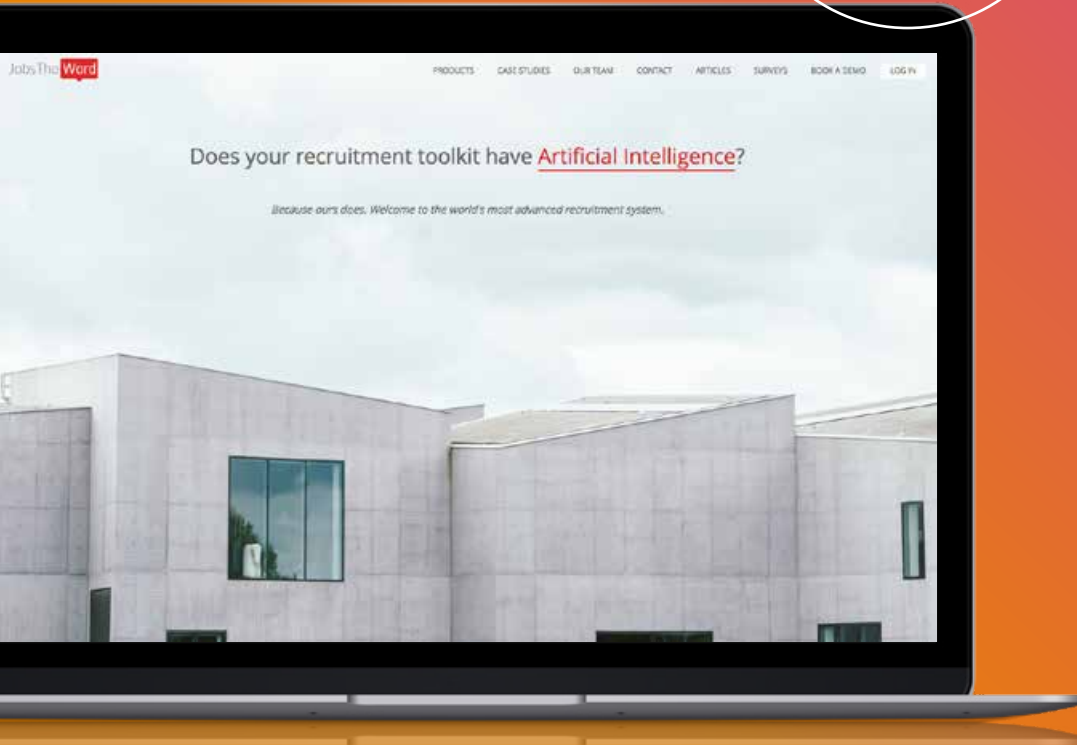 JobsTheWord
PRODUCTS CASE STUDIES OUR TEAM CONTACT ARTICLES SURVEYS BOOK A DEMO LOG IN
Does your recruitment toolkit have Artificial Intelligence?
Because ours does. Welcome to the world's most advanced recruitment system.